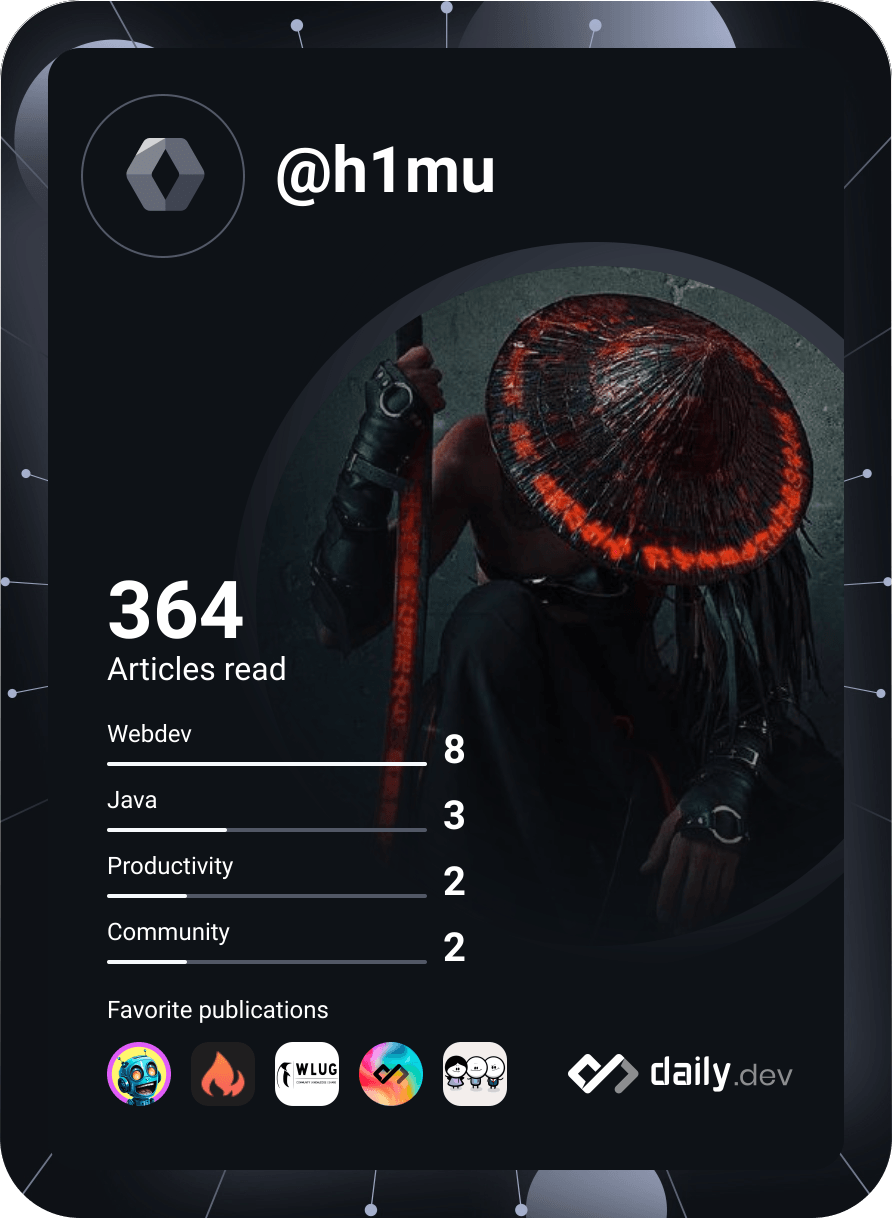 @h1mu
364
Articles read
Webdev
8
Java
3
Productivity
2
Community
2
Favorite publications
WLUG
daily.dev